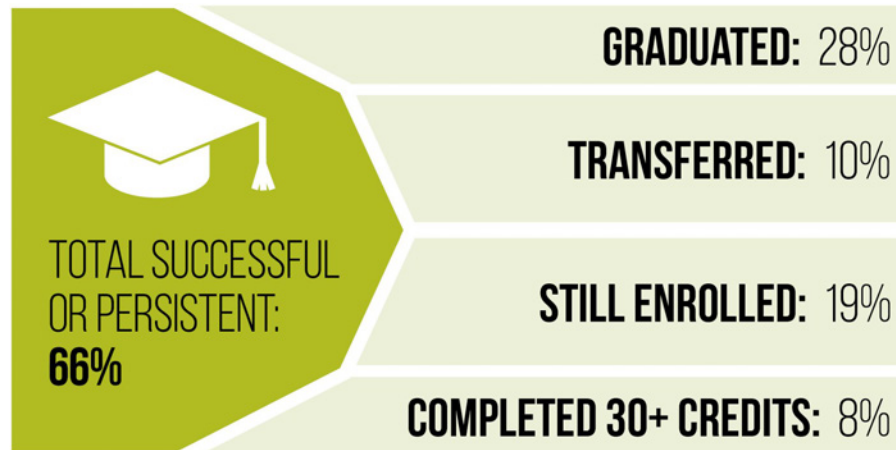 TOTAL SUCCESSFUL
OR PERSISTENT:
66%
GRADUATED: 28%
TRANSFERRED: 10%
STILL ENROLLED: 19%
COMPLETED 30+ CREDITS: 8%